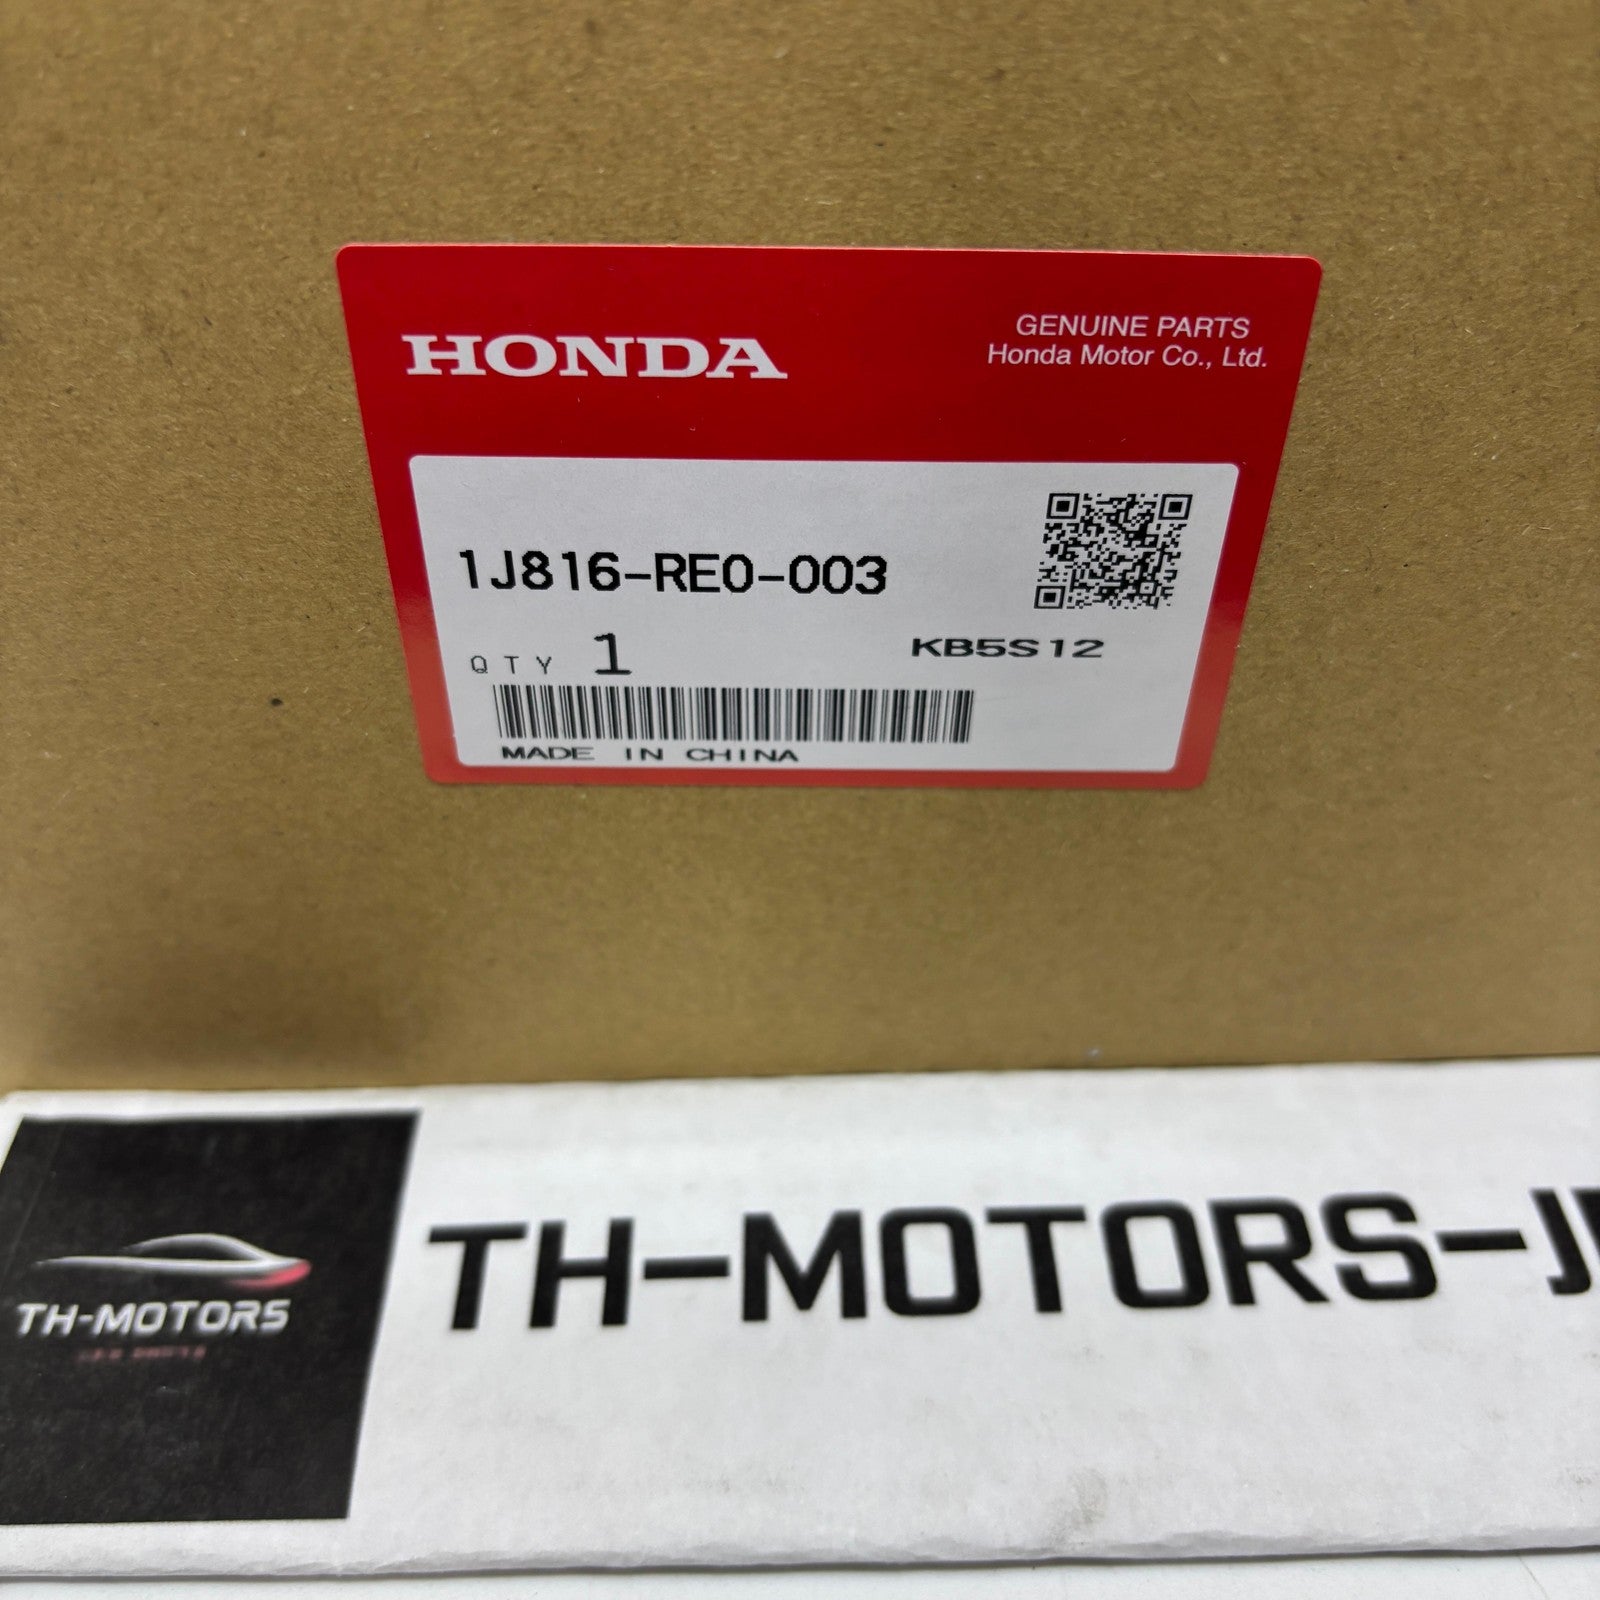 HONDA
GENUINE PARTS
Honda Motor Co., Ltd.
1J816-RE0-003
QTY 1
KB5S12
MADE IN CHINA
TH-MOTORS
TH-MOTORS-J